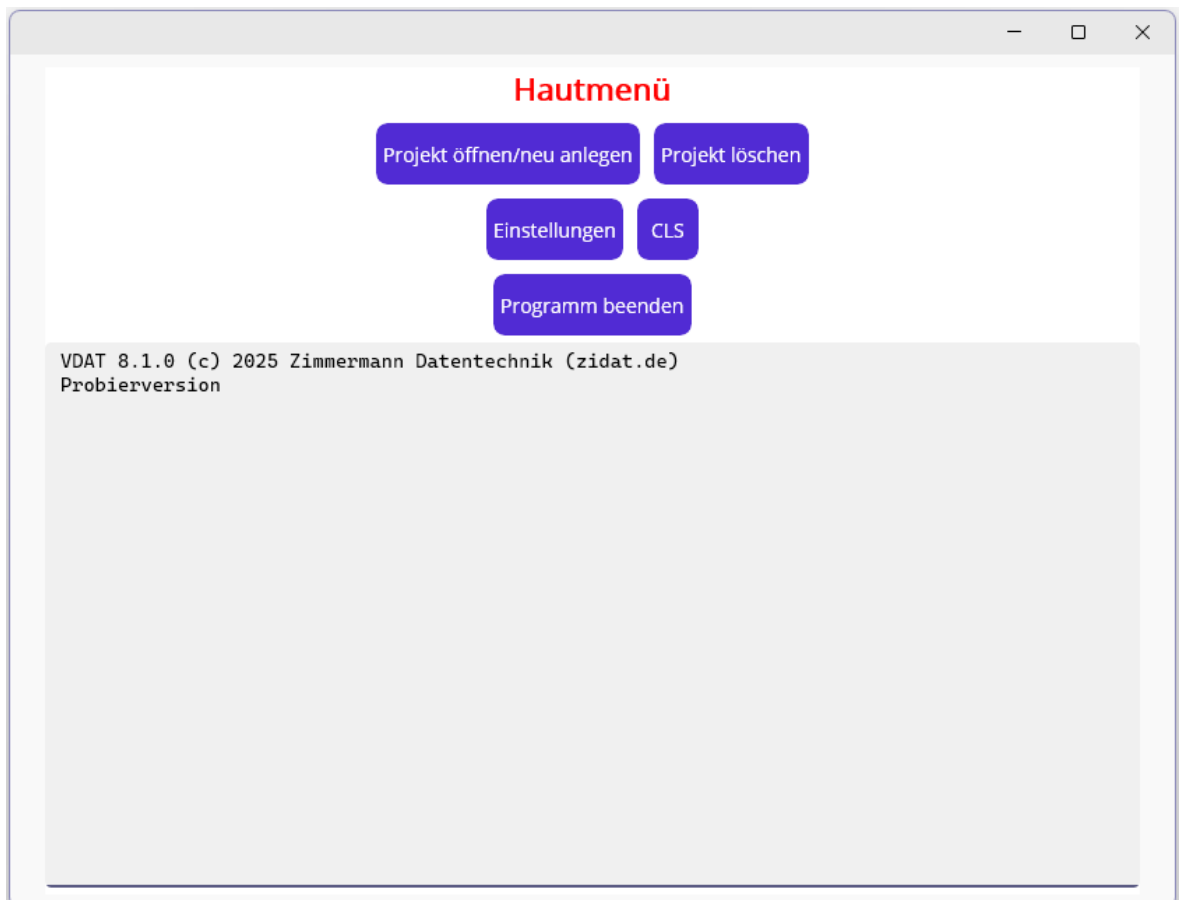 Hautmenü
Projekt öffnen/neu anlegen Projekt löschen
Einstellungen CLS
Programm beenden
VDAT 8.1.0 (c) 2025 Zimmermann Datentechnik (zidat.de)
Probierversion